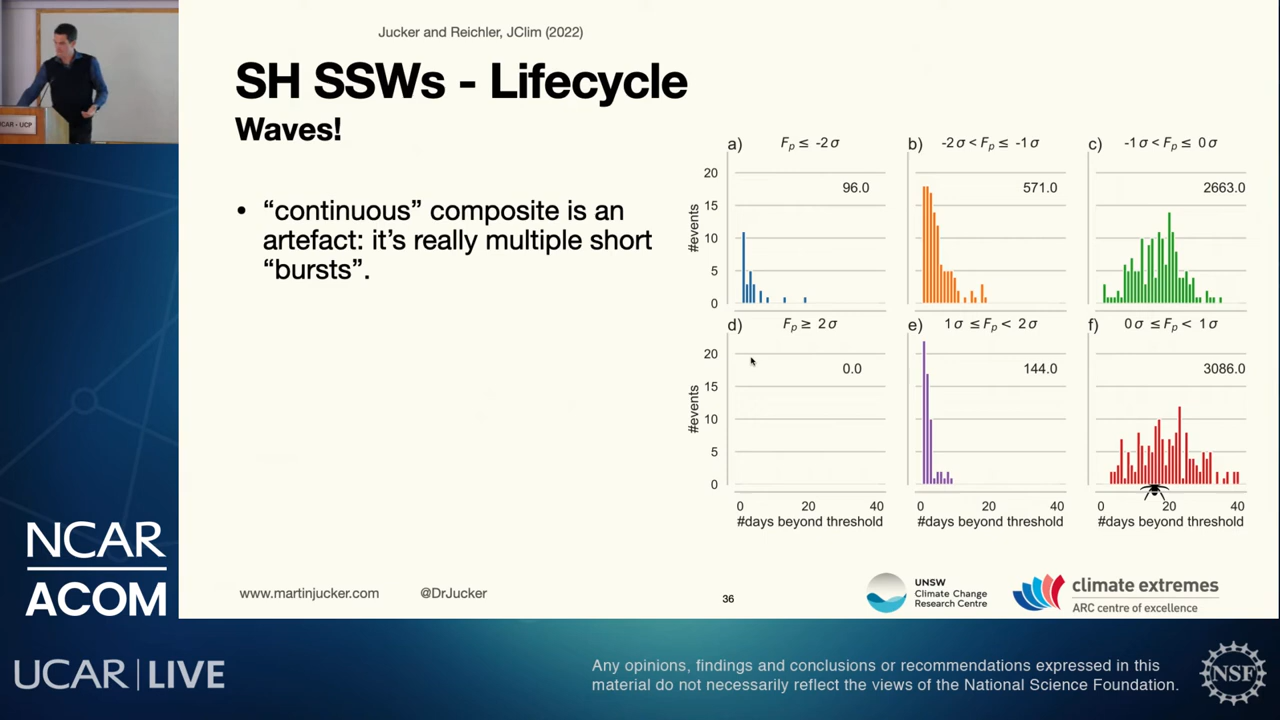 Jucker and Reichler, JClim (2022)
SH SSWs - Lifecycle
Waves!
• “continuous” composite is an
artefact: it’s really multiple short
“bursts”.
a) Fp ≤ -2σ
96.0
#events
20
15
10
5
0
b) -2σ < Fp ≤ -1σ
571.0
c) -1σ < Fp ≤ 0σ
2663.0
d) Fp ≥ 2σ
0.0
#events
20
15
10
5
0
0 20 40
#days beyond threshold
e) 1σ ≤ Fp < 2σ
144.0
0 20 40
#days beyond threshold
f) 0σ ≤ Fp < 1σ
3086.0
0 20 40
#days beyond threshold
www.martinjucker.com @DrJucker
36
UNSW
Climate Change
Research Centre
climate extremes
ARC centre of excellence
NCAR
ACOM
UCAR | LIVE
Any opinions, findings and conclusions or recommendations expressed in this
material do not necessarily reflect the views of the National Science Foundation.
NSF